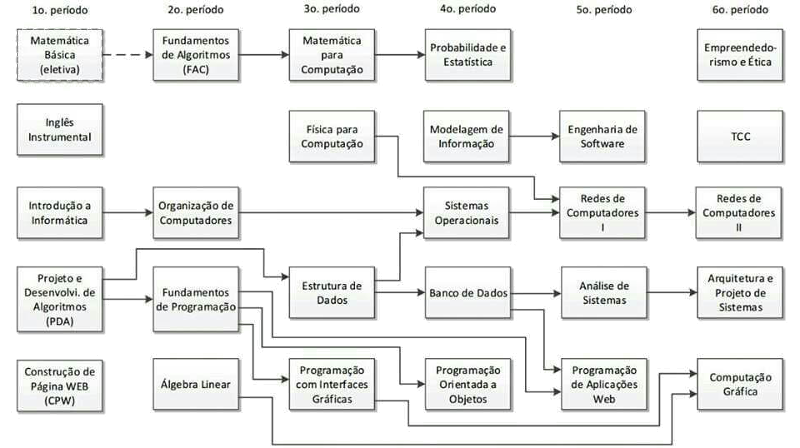 1o. período
2o. período
3o. período
4o. período
5o. período
6o. período
Matemática
Básica
(eletiva)
Fundamentos
de Algoritmos
(FAC)
Matemática
para
Computação
Probabilidade e
Estatística
Empreendedo-
rismo e Ética
Inglês
Instrumental
Física para
Computação
Modelagem de
Informação
Engenharia de
Software
TCC
Introdução a
Informática
Organização de
Computadores
Sistemas
Operacionais
Redes de
Computadores
I
Redes de
Computadores
II
Projeto e
Desenvolvi. de
Algoritmos
(PDA)
Fundamentos
de Programação
Estrutura de
Dados
Banco de Dados
Análise de
Sistemas
Arquitetura e
Projeto de
Sistemas
Construção de
Página WEB
(CPW)
Álgebra Linear
Programação
com Interfaces
Gráficas
Programação
Orientada a
Objetos
Programação
de Aplicações
Web
Computação
Gráfica